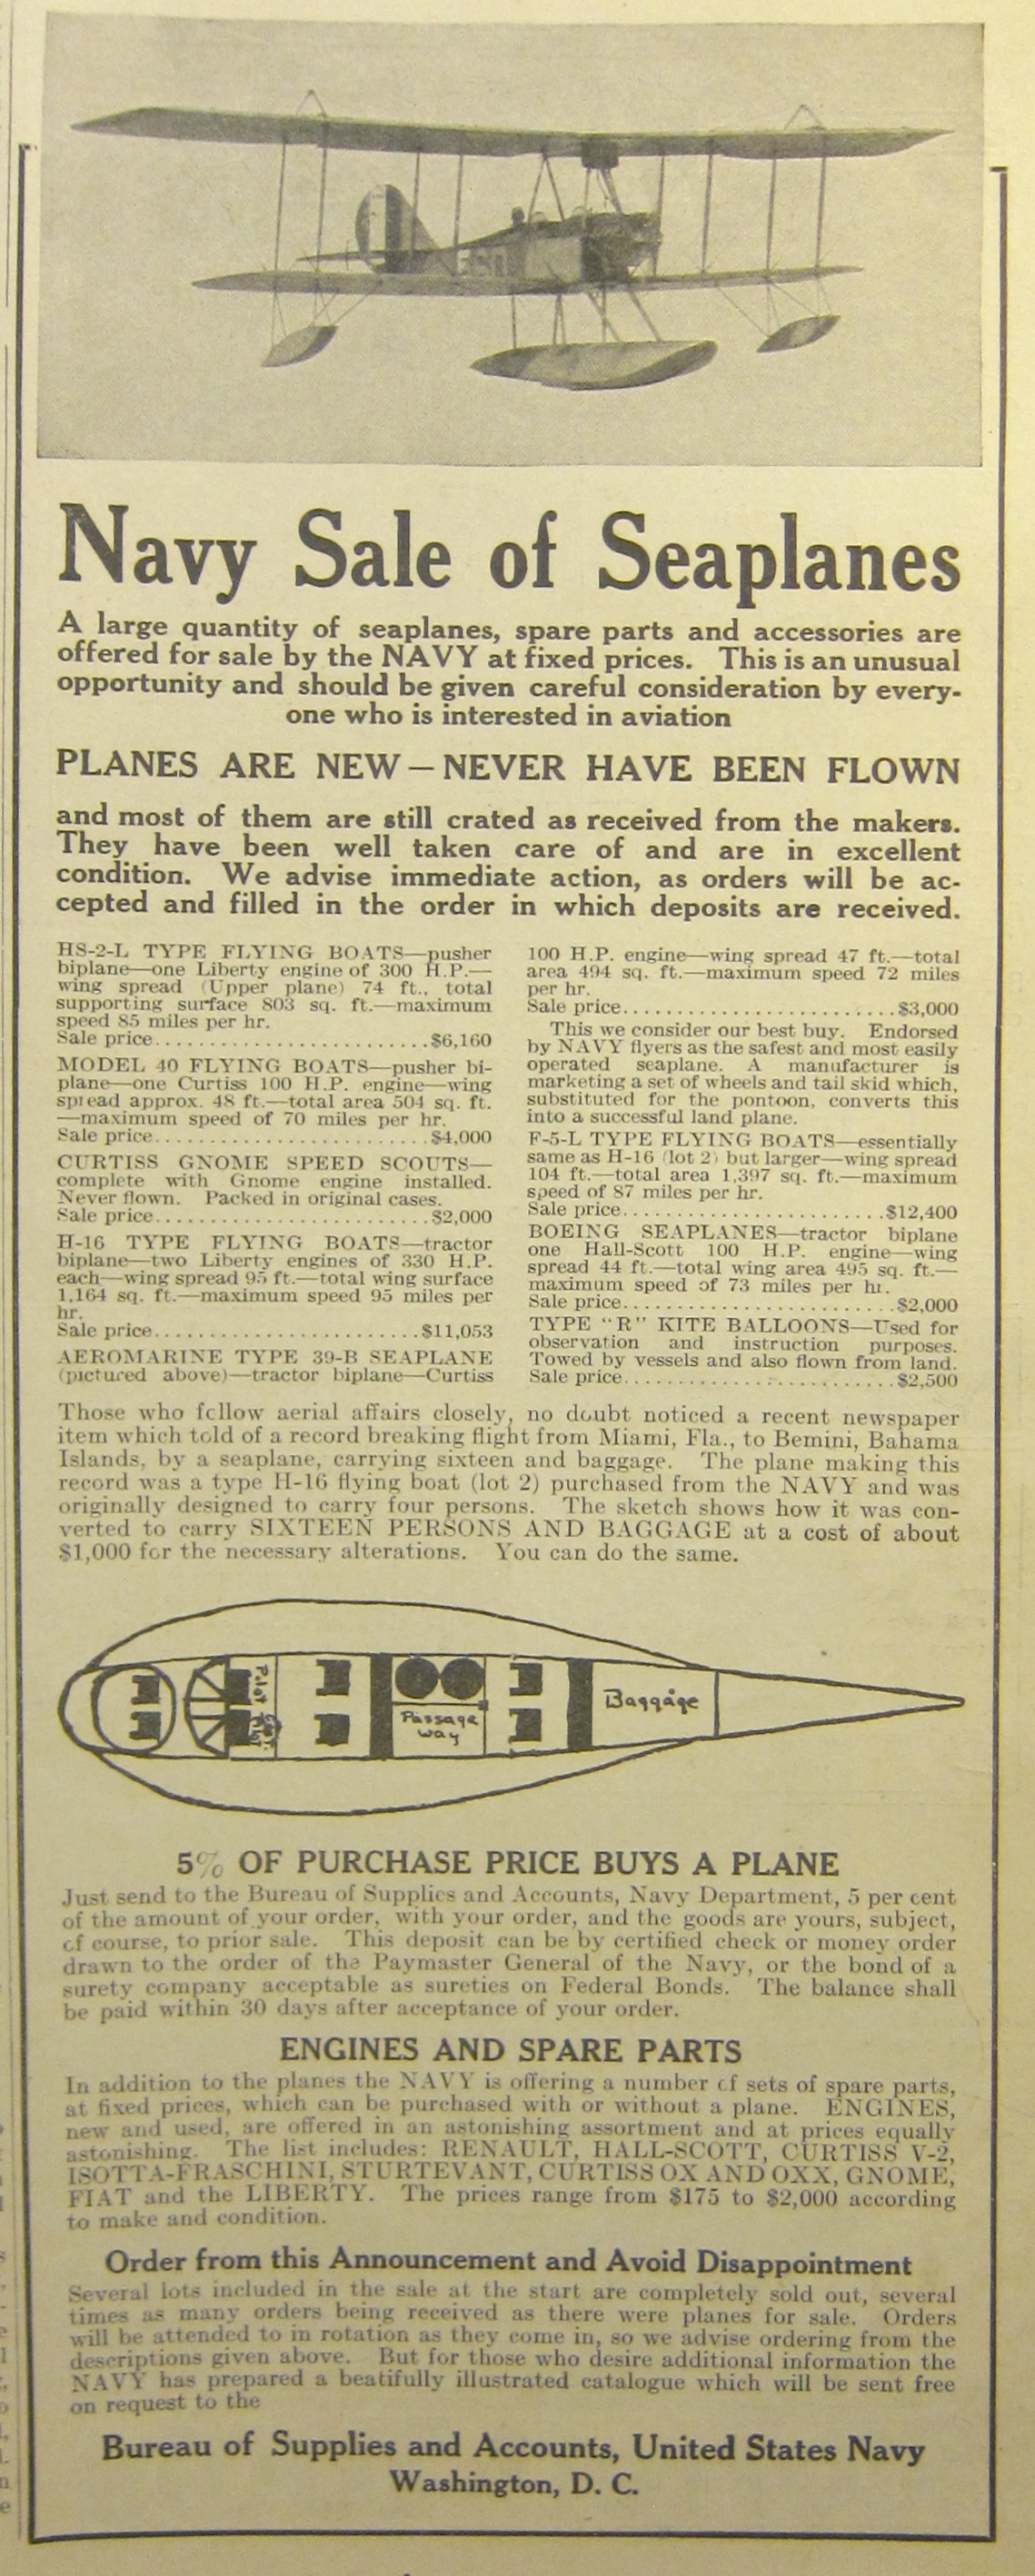 Navy Sale of Seaplanes
A large quantity of seaplanes, spare parts and accessories are
offered for sale by the NAVY at fixed prices. This is an unusual
opportunity and should be given careful consideration by every-
one who is interested in aviation
PLANES ARE NEW—NEVER HAVE BEEN FLOWN
and most of them are still crated as received from the makers.
They have been well taken care of and are in excellent
condition. We advise immediate action, as orders will be ac-
cepted and filled in the order in which deposits are received.
HS-2-L TYPE FLYING BOATS—pusher
biplane—one Liberty engine of 300 H.P.—
wing spread (Upper plane) 74 ft., total
supporting surface 803 sq. ft.—maximum
speed 85 miles per hr.
Sale price............................$6,160
MODEL 40 FLYING BOATS—pusher bi-
plane—one Curtiss 100 H.P. engine—wing
spread approx. 48 ft.—total area 504 sq. ft.
—maximum speed of 70 miles per hr.
Sale price............................$4,000
CURTISS GNOME SPEED SCOUTS—
complete with Gnome engine installed.
Never flown. Packed in original cases.
Sale price............................$2,000
H-16 TYPE FLYING BOATS—tractor
biplane—two Liberty engines of 330 H.P.
each—wing spread 95 ft.—total wing surface
1,164 sq. ft.—maximum speed 95 miles per
hr.
Sale price...........................$11,053
AEROMARINE TYPE 39-B SEAPLANE
(pictured above)—tractor biplane—Curtiss
100 H.P. engine—wing spread 47 ft.—total
area 494 sq. ft.—maximum speed 72 miles
per hr.
Sale price............................$3,000
This we consider our best buy. Endorsed
by NAVY flyers as the safest and most easily
operated seaplane. A manufacturer is
marketing a set of wheels and tail skid which,
substituted for the pontoon, converts this
into a successful land plane.
F-5-L TYPE FLYING BOATS—essentially
same as H-16 (lot 2) but larger—wing spread
104 ft.—total area 1,397 sq. ft.—maximum
speed of 87 miles per hr.
Sale price...........................$12,400
BOEING SEAPLANES—tractor biplane
one Hall-Scott 100 H.P. engine—wing
spread 44 ft.—total wing area 495 sq. ft.—
maximum speed of 73 miles per hr.
Sale price............................$2,000
TYPE "R" KITE BALLOONS—Used for
observation and instruction purposes.
Towed by vessels and also flown from land.
Sale price............................$2,500
Those who follow aerial affairs closely, no doubt noticed a recent newspaper
item which told of a record breaking flight from Miami, Fla., to Bemini, Bahama
Islands, by a seaplane, carrying sixteen and baggage. The plane making this
record was a type H-16 flying boat (lot 2) purchased from the NAVY and was
originally designed to carry four persons. The sketch shows how it was con-
verted to carry SIXTEEN PERSONS AND BAGGAGE at a cost of about
$1,000 for the necessary alterations. You can do the same.
Pilot
Passage
way
Baggage
5% OF PURCHASE PRICE BUYS A PLANE
Just send to the Bureau of Supplies and Accounts, Navy Department, 5 per cent
of the amount of your order, with your order, and the goods are yours, subject,
of course, to prior sale. This deposit can be by certified check or money order
drawn to the order of the Paymaster General of the Navy, or the bond of a
surety company acceptable as sureties on Federal Bonds. The balance shall
be paid within 30 days after acceptance of your order.
ENGINES AND SPARE PARTS
In addition to the planes the NAVY is offering a number of sets of spare parts,
at fixed prices, which can be purchased with or without a plane. ENGINES,
new and used, are offered in an astonishing assortment and at prices equally
astonishing. The list includes: RENAULT, HALL-SCOTT, CURTISS V-2,
ISOTTA-FRASCHINI, STURTEVANT, CURTISS OX AND OXX, GNOME,
FIAT and the LIBERTY. The prices range from $175 to $2,000 according
to make and condition.
Order from this Announcement and Avoid Disappointment
Several lots included in the sale at the start are completely sold out, several
times as many orders being received as there were planes for sale. Orders
will be attended to in rotation as they come in, so we advise ordering from the
descriptions given above. But for those who desire additional information the
NAVY has prepared a beatifully illustrated catalogue which will be sent free
on request to the
Bureau of Supplies and Accounts, United States Navy
Washington, D. C.